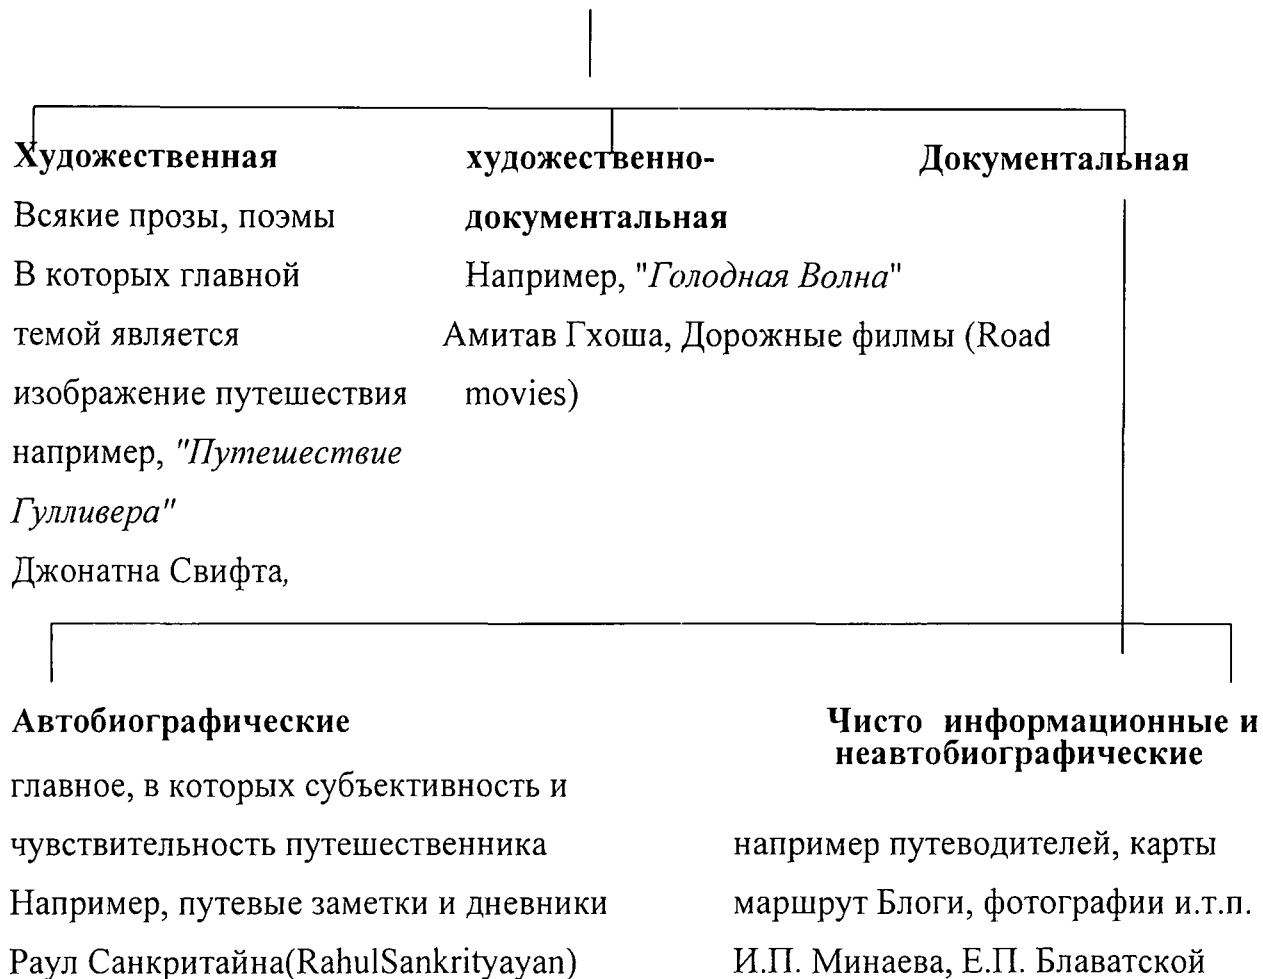 Художественная
Всякие прозы, поэмы
В которых главной
темой является
изображение путешествия
например, "Путешествие
Гулливера"
Джонатна Свифта,
художественно-
документальная
Например, "Голодная Волна"
Амитав Гхоша, Дорожные филмы (Road
movies)
Документальная
Автобиографические
главное, в которых субъективность и
чувствительность путешественника
Например, путевые заметки и дневники
Раул Санкритайна(RahulSankrityayan)
Чисто информационные и
неавтобиографические
например путеводителей, карты
маршрут Блоги, фотографии и.т.п.
И.П. Минаева, Е.П. Блаватской